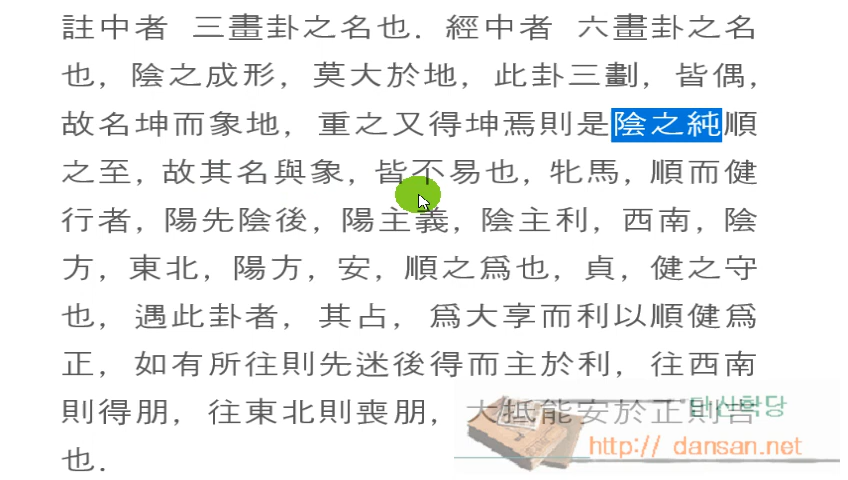 註中者 三畫卦之名也. 經中者 六畫卦之名
也, 陰之成形, 莫大於地, 此卦三劃, 皆偶,
故名坤而象地, 重之又得坤焉則是陰之純順
之至, 故其名與象, 皆不易也, 牝馬, 順而健
行者, 陽先陰後, 陽主義, 陰主利, 西南, 陰
方, 東北, 陽方, 安, 順之爲也, 貞, 健之守
也, 遇此卦者, 其占, 爲大享而利以順健爲
正, 如有所往則先迷後得而主於利, 往西南
則得朋, 往東北則喪朋, 大抵能安於正則吉
也.
단산학당
http:// dansan.net